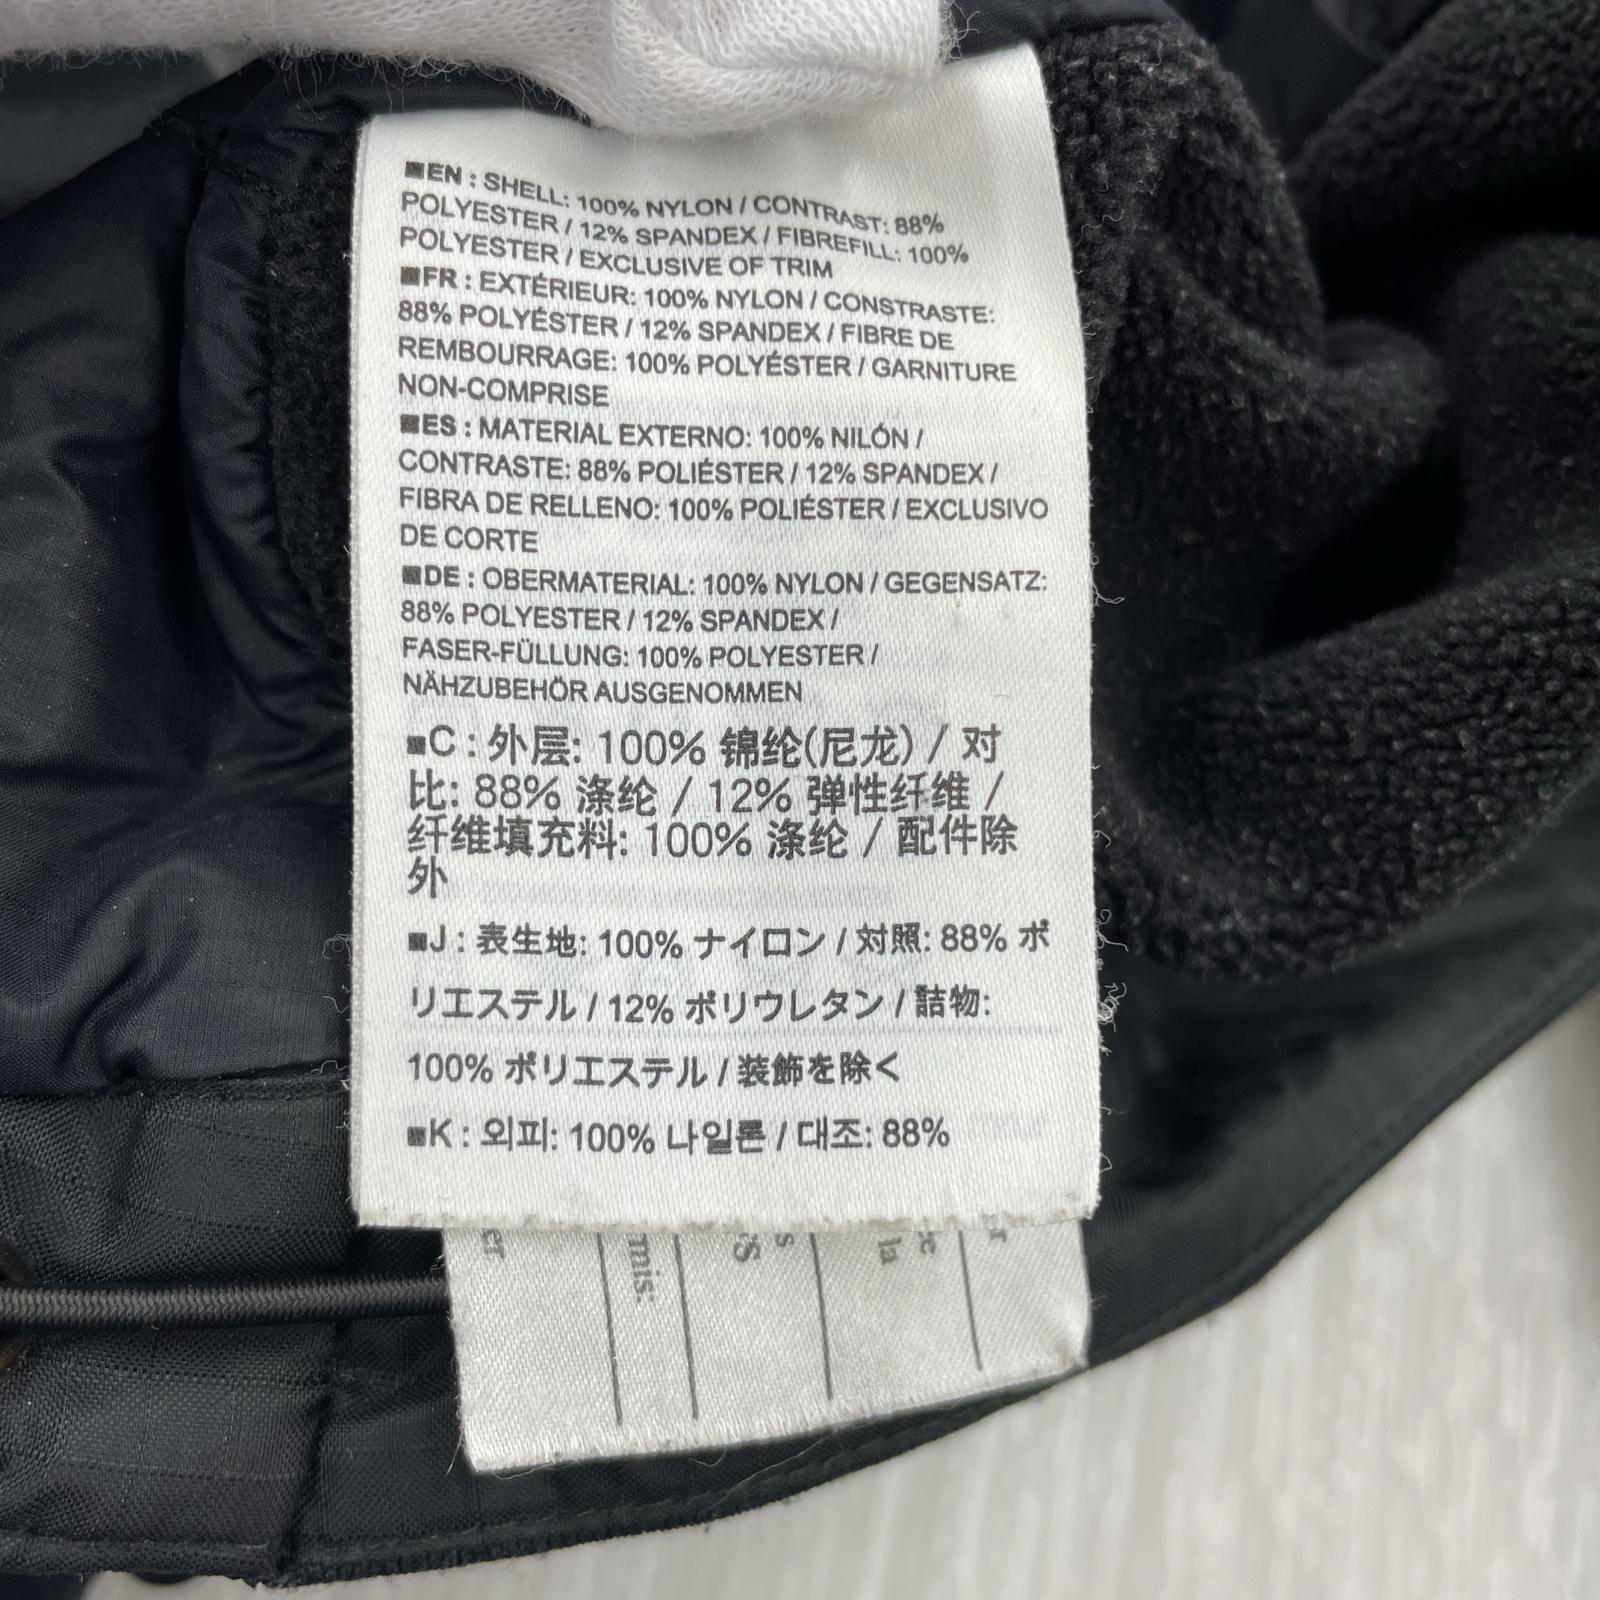 ■EN : SHELL: 100% NYLON / CONTRAST: 88%
POLYESTER / 12% SPANDEX / FIBREFILL: 100%
POLYESTER / EXCLUSIVE OF TRIM
■FR : EXTÉRIEUR: 100% NYLON / CONSTRASTE:
88% POLYÉSTER / 12% SPANDEX / FIBRE DE
REMBOURRAGE: 100% POLYÉSTER / GARNITURE
NON-COMPRISE
■ES : MATERIAL EXTERNO: 100% NILÓN /
CONTRASTE: 88% POLIÉSTER / 12% SPANDEX /
FIBRA DE RELLENO: 100% POLIÉSTER / EXCLUSIVO
DE CORTE
■DE : OBERMATERIAL: 100% NYLON / GEGENSATZ:
88% POLYESTER / 12% SPANDEX /
FASER-FÜLLUNG: 100% POLYESTER /
NÄHZUBEHÖR AUSGENOMMEN
■C : 外层: 100% 锦纶(尼龙) / 对
比: 88% 涤纶 / 12% 弹性纤维 /
纤维填充料: 100% 涤纶 / 配件除
外
■J : 表生地: 100% ナイロン / 対照: 88% ポ
リエステル / 12% ポリウレタン / 詰物:
100% ポリエステル / 装飾を除く
■K : 외피: 100% 나일론 / 대조: 88%